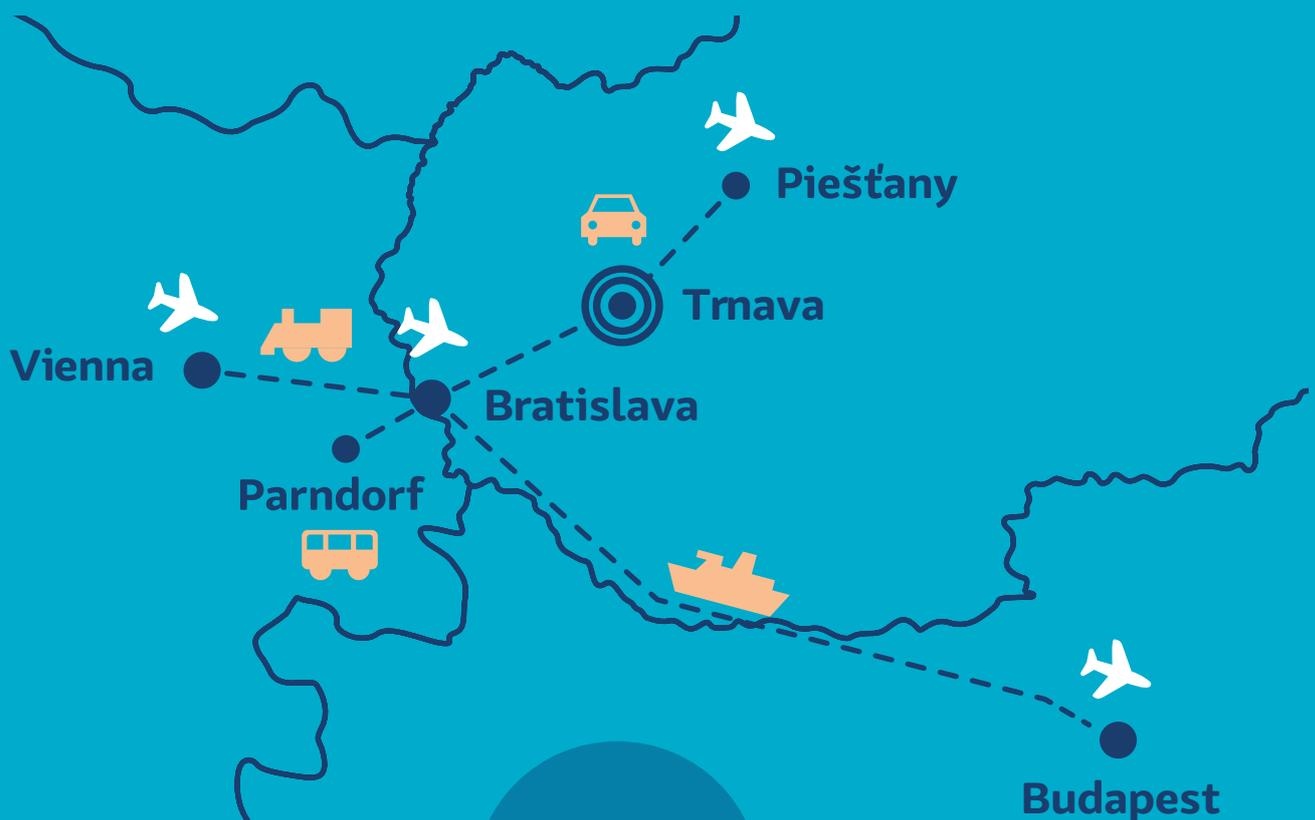 Piešťany
Trnava
Vienna
Bratislava
Parndorf
Budapest